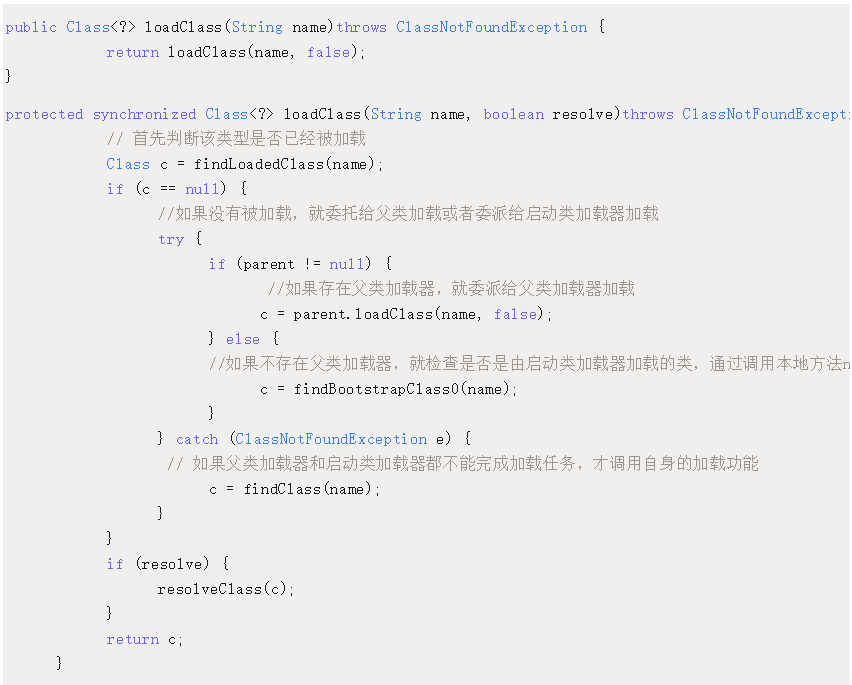 public Class<?> loadClass(String name)throws ClassNotFoundException {
return loadClass(name, false);
}
protected synchronized Class<?> loadClass(String name, boolean resolve)throws ClassNotFoundExcepti
// 首先判断该类型是否已经被加载
Class c = findLoadedClass(name);
if (c == null) {
//如果没有被加载，就委托给父类加载或者委派给启动类加载器加载
try {
if (parent != null) {
//如果存在父类加载器，就委派给父类加载器加载
c = parent.loadClass(name, false);
} else {
//如果不存在父类加载器，就检查是否是由启动类加载器加载的类，通过调用本地方法n
c = findBootstrapClass0(name);
}
} catch (ClassNotFoundException e) {
// 如果父类加载器和启动类加载器都不能完成加载任务，才调用自身的加载功能
c = findClass(name);
}
}
if (resolve) {
resolveClass(c);
}
return c;
}